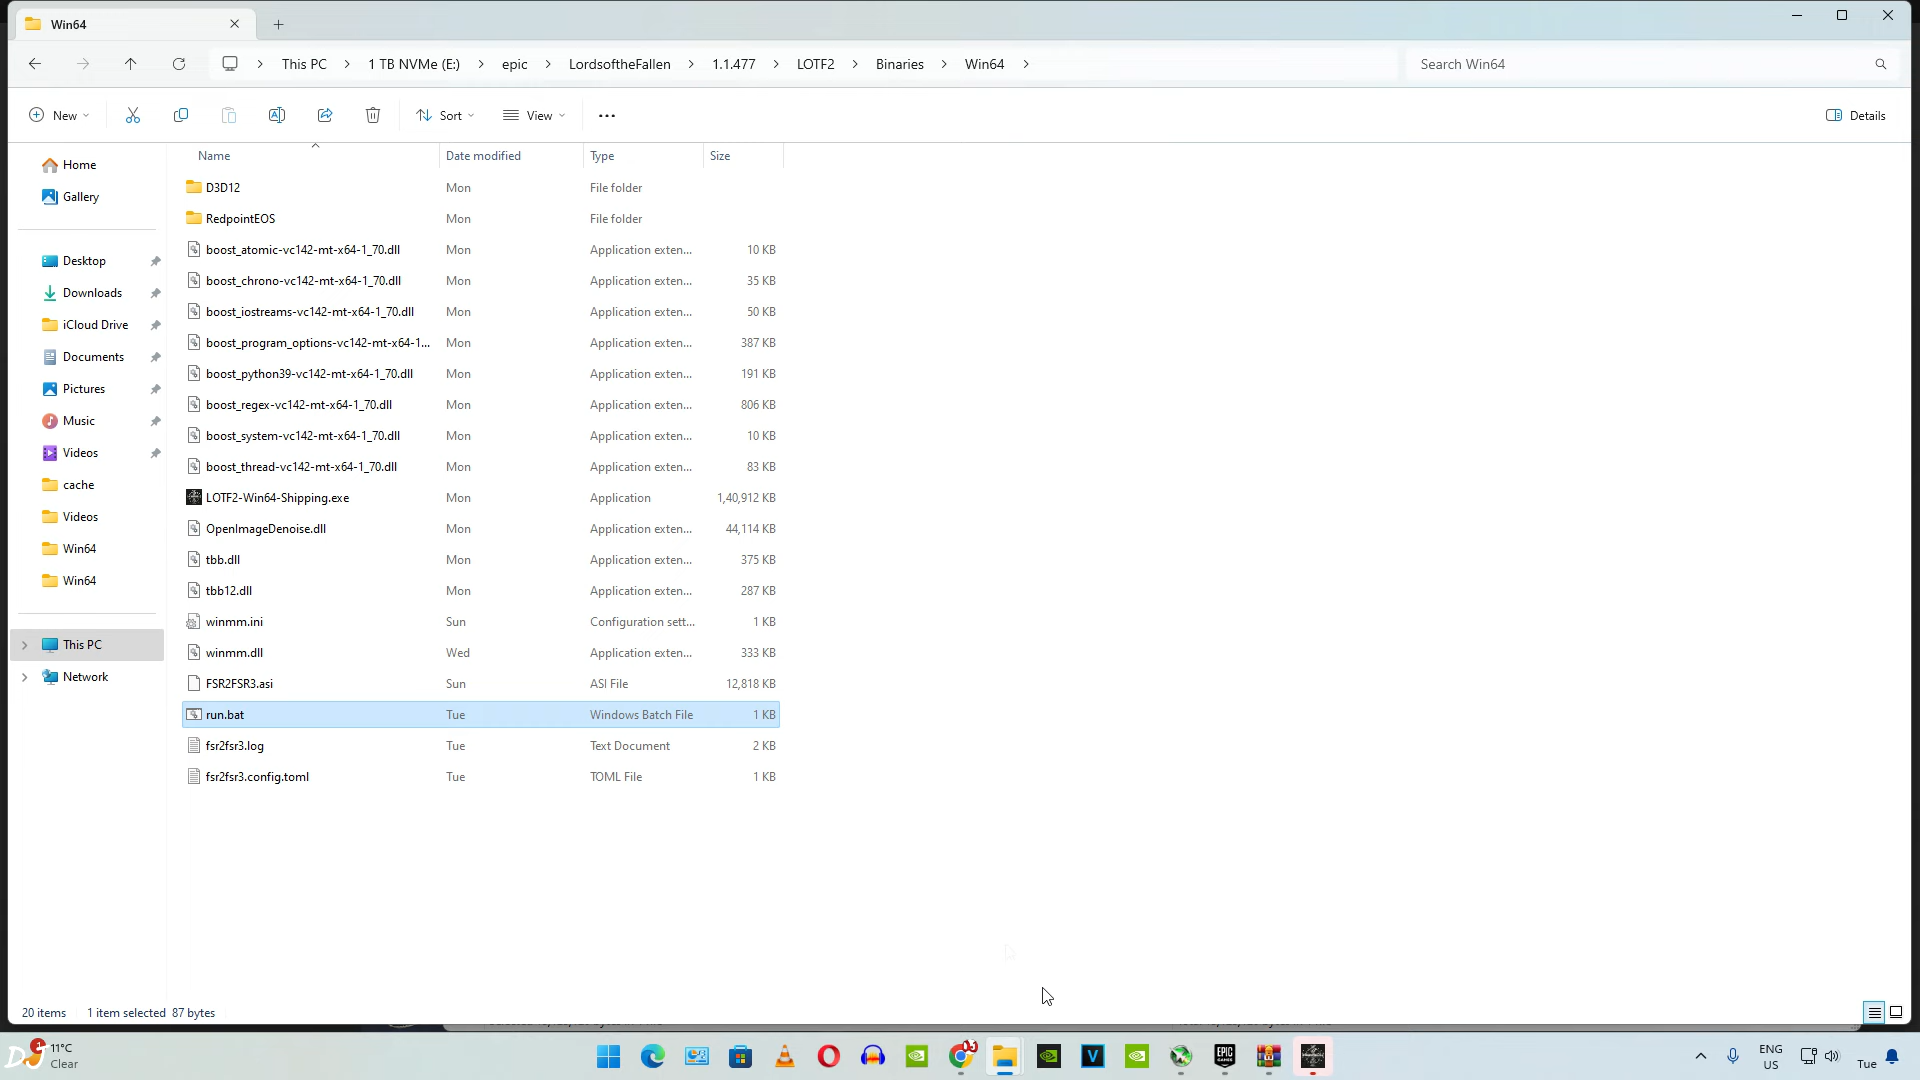 Win64
This PC
1 TB NVMe (E:)
epic
LordsoftheFallen
1.1.477
LOTF2
Binaries
Win64
Search Win64
New
Sort
View
Details
Home
Gallery
Desktop
Downloads
iCloud Drive
Documents
Pictures
Music
Videos
cache
Videos
Win64
Win64
This PC
Network
Name Date modified Type Size
D3D12 Mon File folder
RedpointEOS Mon File folder
boost_atomic-vc142-mt-x64-1_70.dll Mon Application exten... 10 KB
boost_chrono-vc142-mt-x64-1_70.dll Mon Application exten... 35 KB
boost_iostreams-vc142-mt-x64-1_70.dll Mon Application exten... 50 KB
boost_program_options-vc142-mt-x64-1... Mon Application exten... 387 KB
boost_python39-vc142-mt-x64-1_70.dll Mon Application exten... 191 KB
boost_regex-vc142-mt-x64-1_70.dll Mon Application exten... 806 KB
boost_system-vc142-mt-x64-1_70.dll Mon Application exten... 10 KB
boost_thread-vc142-mt-x64-1_70.dll Mon Application exten... 83 KB
LOTF2-Win64-Shipping.exe Mon Application 1,40,912 KB
OpenImageDenoise.dll Mon Application exten... 44,114 KB
tbb.dll Mon Application exten... 375 KB
tbb12.dll Mon Application exten... 287 KB
winmm.ini Sun Configuration sett... 1 KB
winmm.dll Wed Application exten... 333 KB
FSR2FSR3.asi Sun ASI File 12,818 KB
run.bat Tue Windows Batch File 1 KB
fsr2fsr3.log Tue Text Document 2 KB
fsr2fsr3.config.toml Tue TOML File 1 KB
20 items 1 item selected 87 bytes
1
11°C
Clear
EPIC
GAMES
V
ENG
US
Tue